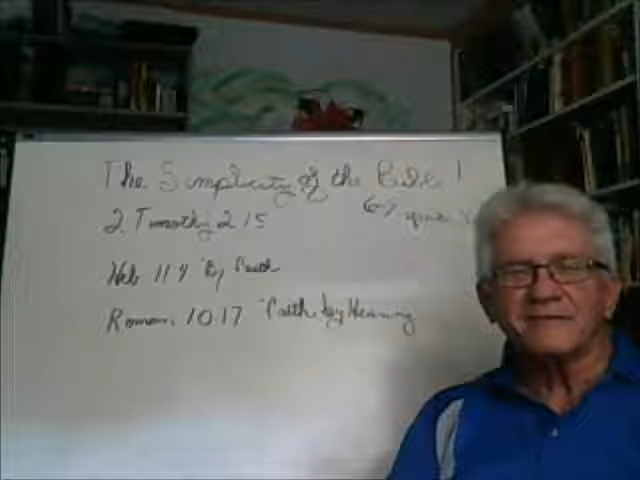 The Simplicity of the Bible!
2. Timothy 2 15
Heb 11:4 "By Faith
Romans 10:17 "Faith by Hearing